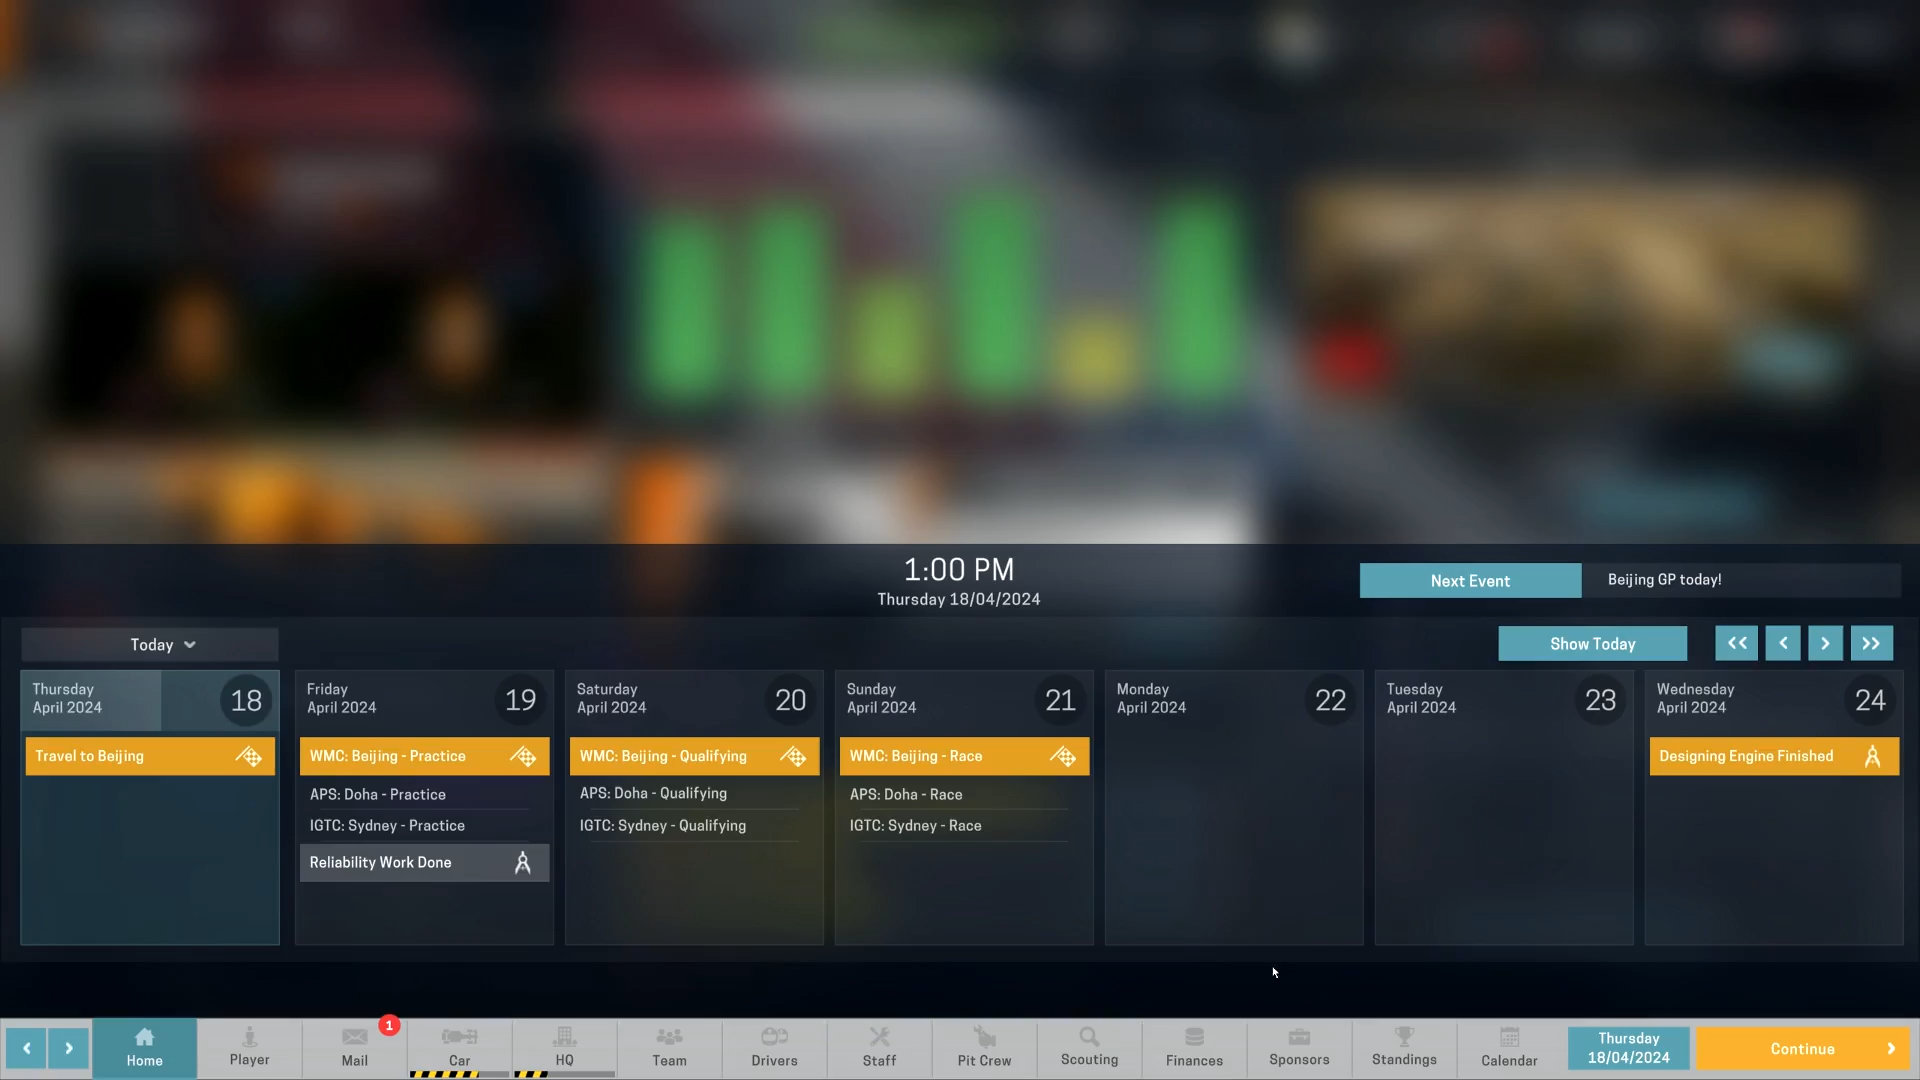 1:00 PM
Thursday 18/04/2024
Next Event
Beijing GP today!
Today
Show Today
Thursday
April 2024
18
Travel to Beijing
Friday
April 2024
19
WMC: Beijing - Practice
APS: Doha - Practice
IGTC: Sydney - Practice
Reliability Work Done
Saturday
April 2024
20
WMC: Beijing - Qualifying
APS: Doha - Qualifying
IGTC: Sydney - Qualifying
Sunday
April 2024
21
WMC: Beijing - Race
APS: Doha - Race
IGTC: Sydney - Race
Monday
April 2024
22
Tuesday
April 2024
23
Wednesday
April 2024
24
Designing Engine Finished
Home
Player
1
Mail
Car
HQ
Team
Drivers
Staff
Pit Crew
Scouting
Finances
Sponsors
Standings
Calendar
Thursday
18/04/2024
Continue